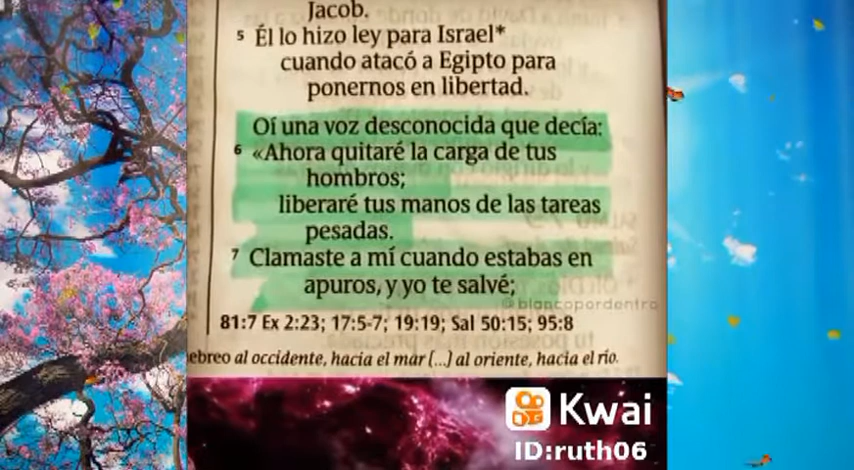 Jacob.
5 Él lo hizo ley para Israel*
cuando atacó a Egipto para
ponernos en libertad.
Oí una voz desconocida que decía:
6 «Ahora quitaré la carga de tus
hombros;
liberaré tus manos de las tareas
pesadas.
7 Clamaste a mí cuando estabas en
apuros, y yo te salvé;
@blancopordentro
81:7 Ex 2:23; 17:5-7; 19:19; Sal 50:15; 95:8
ebreo al occidente, hacia el mar [...] al oriente, hacia el río.
Kwai
ID:ruth06